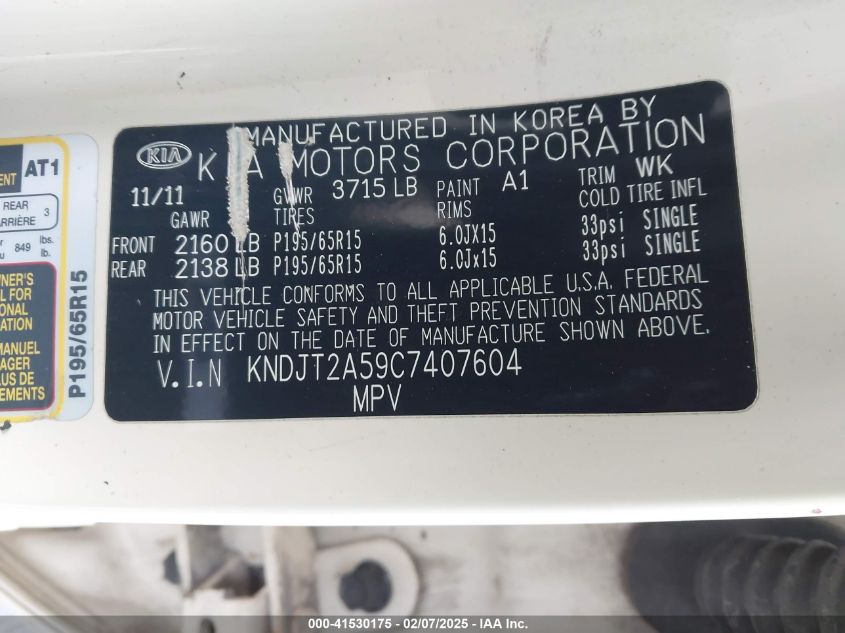 MANUFACTURED IN KOREA BY
KIA KIA MOTORS CORPORATION
11/11 GVWR 3715 LB PAINT A1 TRIM WK
GAWR TIRES RIMS COLD TIRE INFL
FRONT 2160 LB P195/65R15 6.0JX15 33psi SINGLE
REAR 2138 LB P195/65R15 6.0Jx15 33psi SINGLE
THIS VEHICLE CONFORMS TO ALL APPLICABLE U.S.A. FEDERAL
MOTOR VEHICLE SAFETY AND THEFT PREVENTION STANDARDS
IN EFFECT ON THE DATE OF MANUFACTURE SHOWN ABOVE.
V.I.N KNDJT2A59C7407604
MPV
AT1
REAR 3
849 lbs.
lb.
P195/65R15
000-41530175 - 02/07/2025 - IAA Inc.